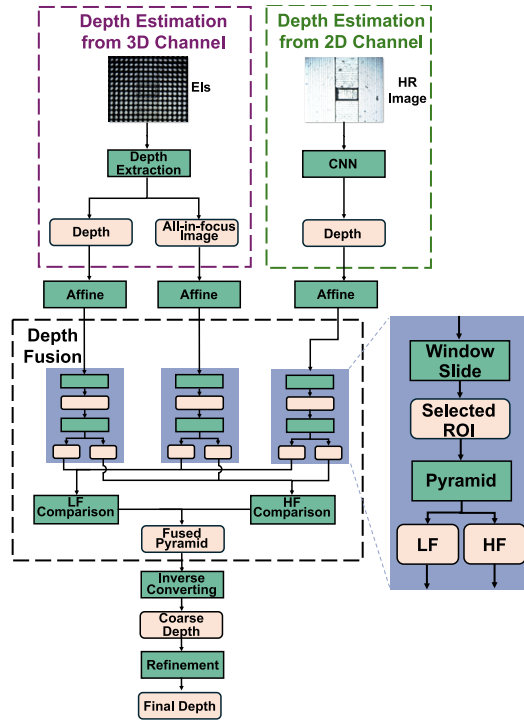 Depth Estimation
from 3D Channel
Depth Estimation
from 2D Channel
EIs
HR
Image
Depth
Extraction
CNN
Depth
All-in-focus
Image
Depth
Affine
Affine
Affine
Depth
Fusion
Window
Slide
Selected
ROI
Pyramid
LF
HF
LF
Comparison
HF
Comparison
Fused
Pyramid
Inverse
Converting
Coarse
Depth
Refinement
Final Depth